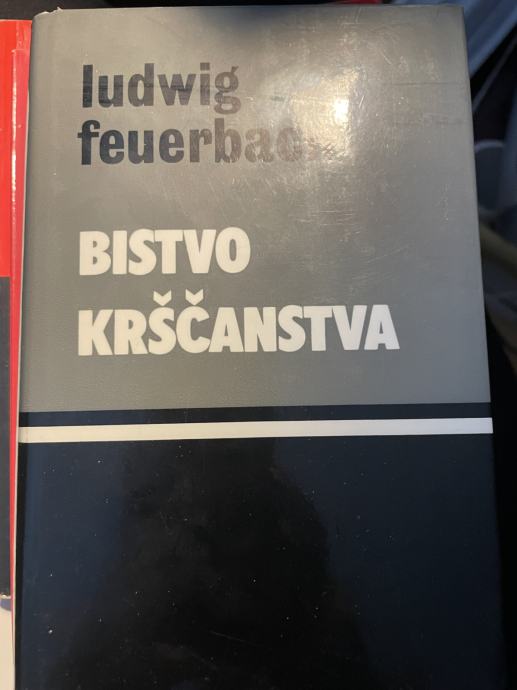 ludwig
feuerbach
BISTVO
KRŠČANSTVA